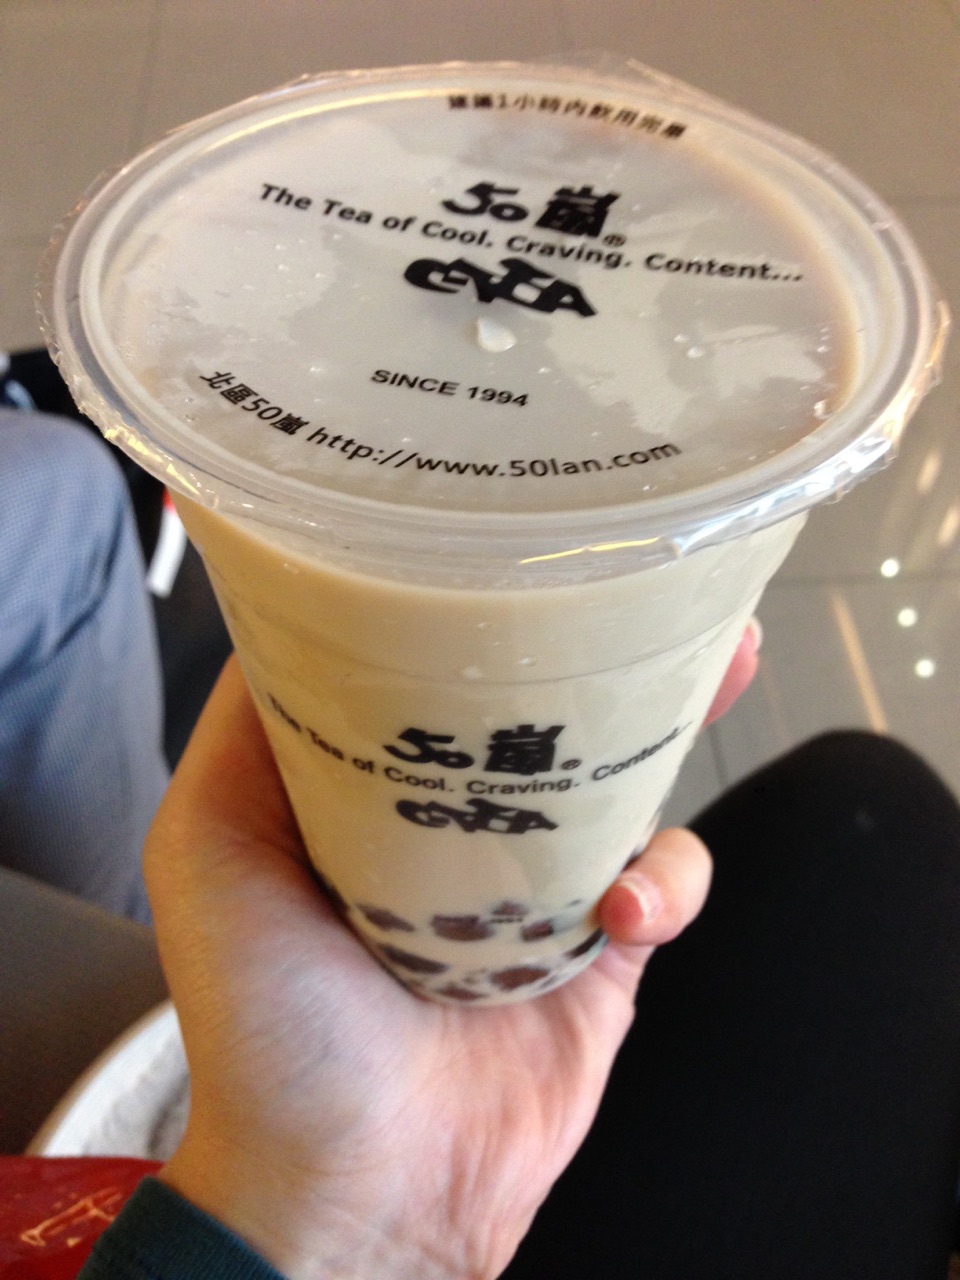 建議1小時內飲用完畢
50嵐®
The Tea of Cool. Craving. Content...
SINCE 1994
北區50嵐 http://www.50lan.com
50嵐®
The Tea of Cool. Craving. Content...